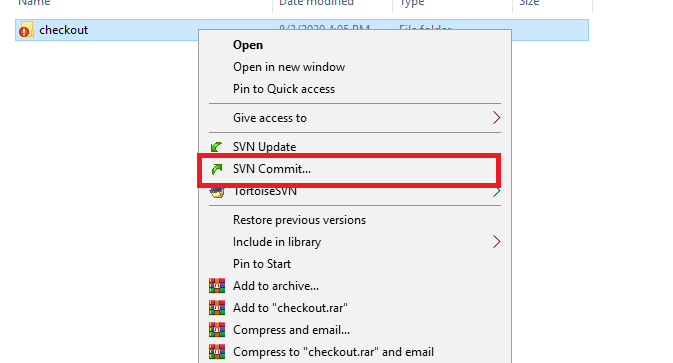 Name Date modified Type Size
checkout 8/3/2020 4:05 PM File folder
Open
Open in new window
Pin to Quick access
Give access to
SVN Update
SVN Commit...
TortoiseSVN
Restore previous versions
Include in library
Pin to Start
Add to archive...
Add to "checkout.rar"
Compress and email...
Compress to "checkout.rar" and email